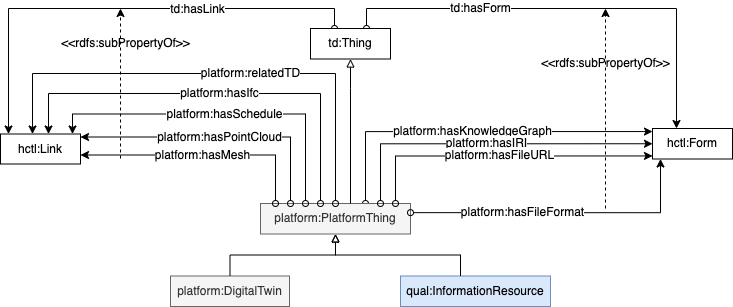 td:hasLink
td:hasForm
<<rdfs:subPropertyOf>>
td:Thing
<<rdfs:subPropertyOf>>
platform:relatedTD
platform:hasIfc
platform:hasSchedule
platform:hasPointCloud
platform:hasMesh
hctl:Link
platform:hasKnowledgeGraph
platform:hasIRI
platform:hasFileURL
hctl:Form
platform:PlatformThing
platform:hasFileFormat
platform:DigitalTwin
qual:InformationResource